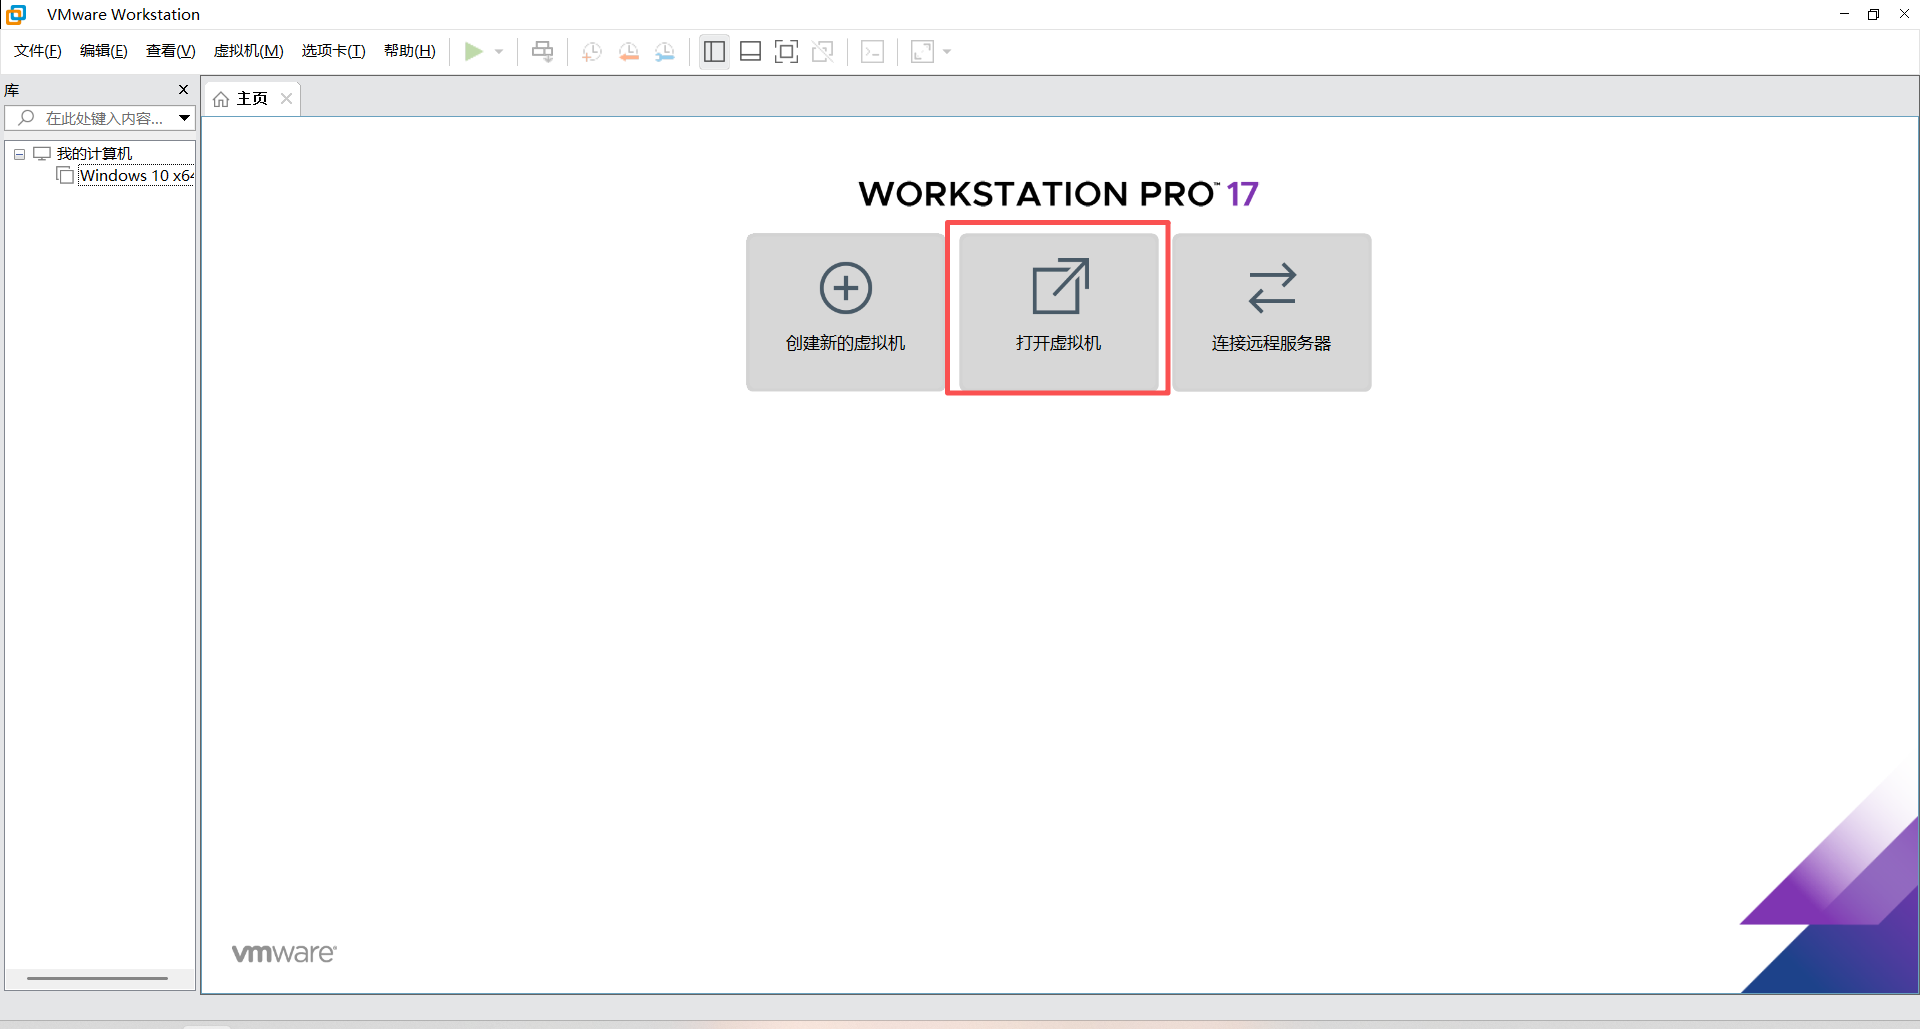 VMware Workstation
文件(F) 编辑(E) 查看(V) 虚拟机(M) 选项卡(T) 帮助(H)
库
主页
在此处键入内容...
我的计算机
Windows 10 x64
WORKSTATION PRO™ 17
创建新的虚拟机
打开虚拟机
连接远程服务器
vmware®